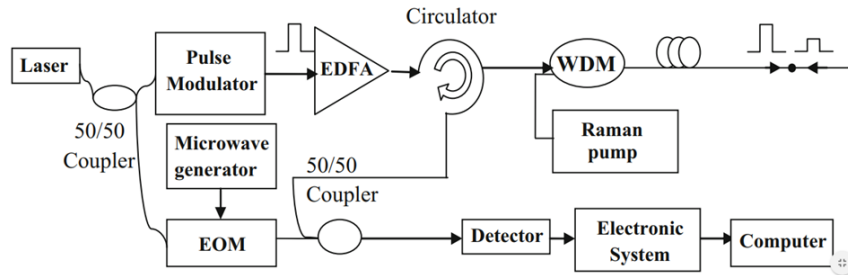 Circulator
Laser
Pulse
Modulator
EDFA
WDM
50/50
Coupler
Microwave
generator
50/50
Coupler
Raman
pump
EOM
Detector
Electronic
System
Computer